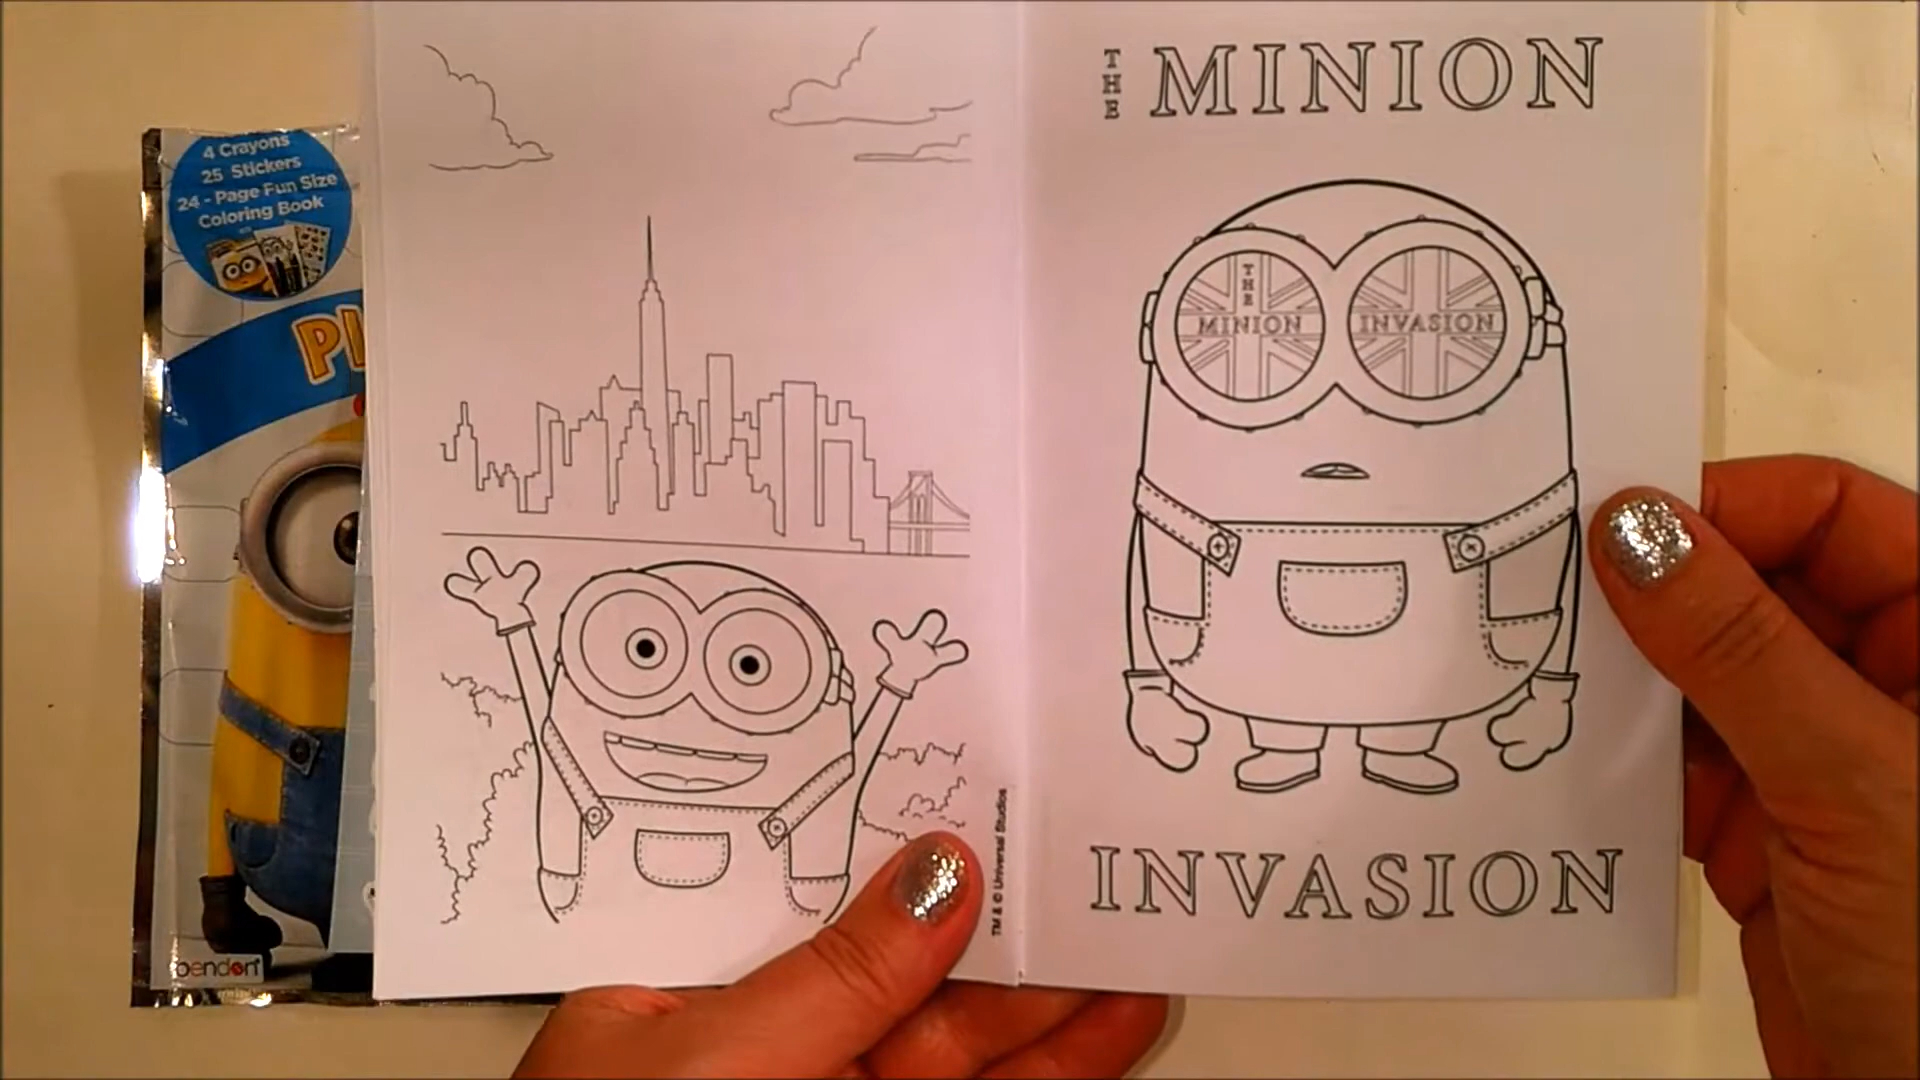 4 Crayons
25 Stickers
24 - Page Fun Size
Coloring Book
bendon
TM & © Universal Studios
THE MINION
THE
MINION INVASION
INVASION